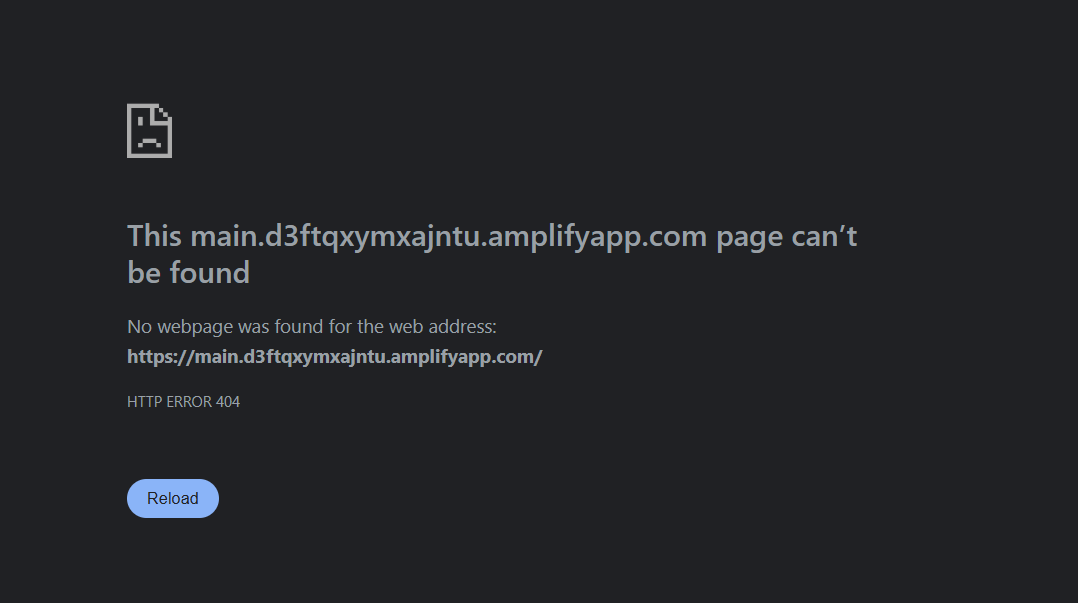 This main.d3ftqxymxajntu.amplifyapp.com page can’t
be found
No webpage was found for the web address:
https://main.d3ftqxymxajntu.amplifyapp.com/
HTTP ERROR 404
Reload